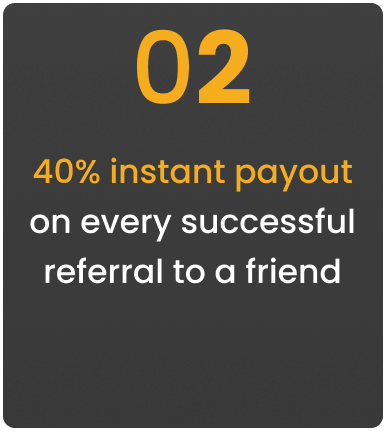 02
40% instant payout
on every successful
referral to a friend